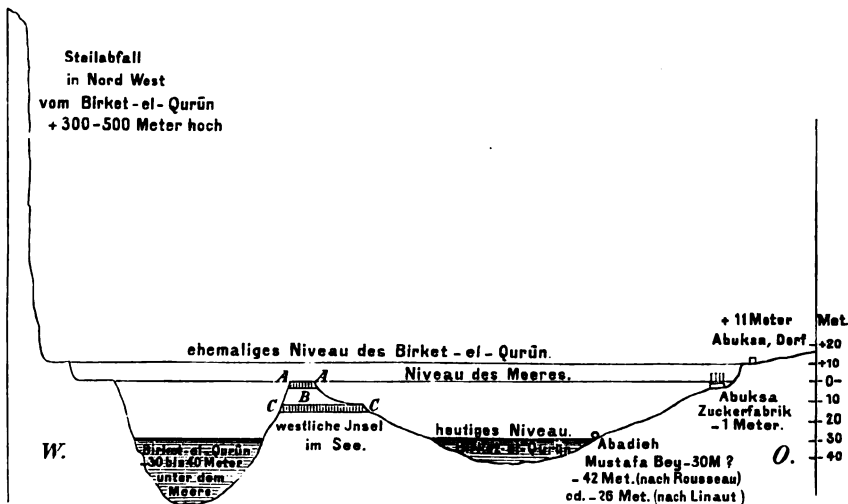 Steilabfall
in Nord West
vom Birket-el-Qurūn
+300-500 Meter hoch
+ 11 Meter
Abuksa, Dorf
Met.
ehemaliges Niveau des Birket-el-Qurūn.
Niveau des Meeres.
+20
+10
0
10
20
-30
-40
A
A
B
C
C
westliche Jnsel
im See.
heutiges Niveau.
Birket-el-Qurūn
Abuksa
Zuckerfabrik
-1 Meter.
W.
Birket-el-Qurūn
-30 bis 40 Meter
unter dem
Meere
Abadieh
Mustafa Bey-30M ?
- 42 Met. (nach Rousseau)
od. - 26 Met. (nach Linaut)
O.